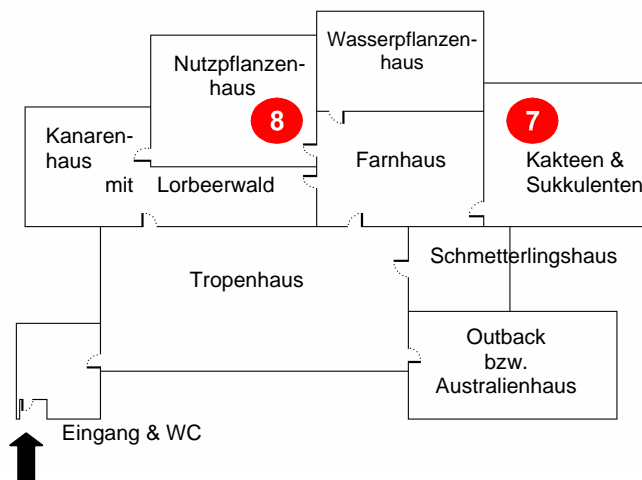 Wasserpflanzen-
haus
Nutzpflanzen-
haus
8
7
Kanaren-
haus
mit Lorbeerwald
Farnhaus
Kakteen &
Sukkulenten
Schmetterlingshaus
Tropenhaus
Outback
bzw.
Australienhaus
Eingang & WC